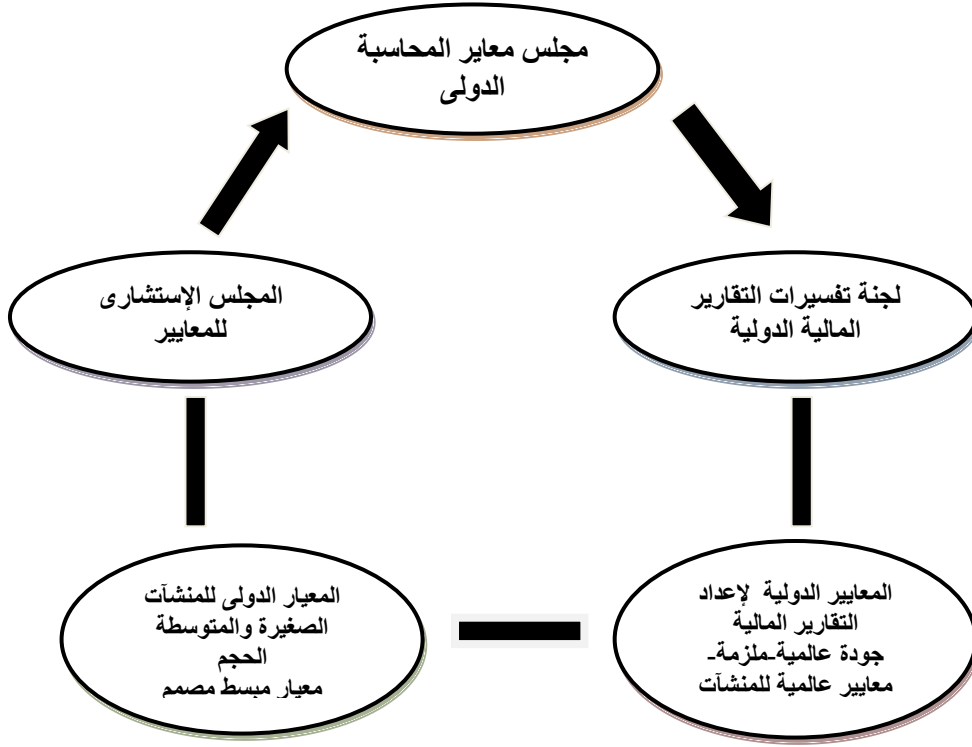 مجلس معاير المحاسبة
الدولى
لجنة تفسيرات التقارير
المالية الدولية
المعايير الدولية لإعداد
التقارير المالية
جودة عالمية-ملزمة-
معايير عالمية للمنشآت
المعيار الدولى للمنشآت
الصغيرة والمتوسطة
الحجم
معيار مبسط مصمم
المجلس الإستشارى
للمعايير